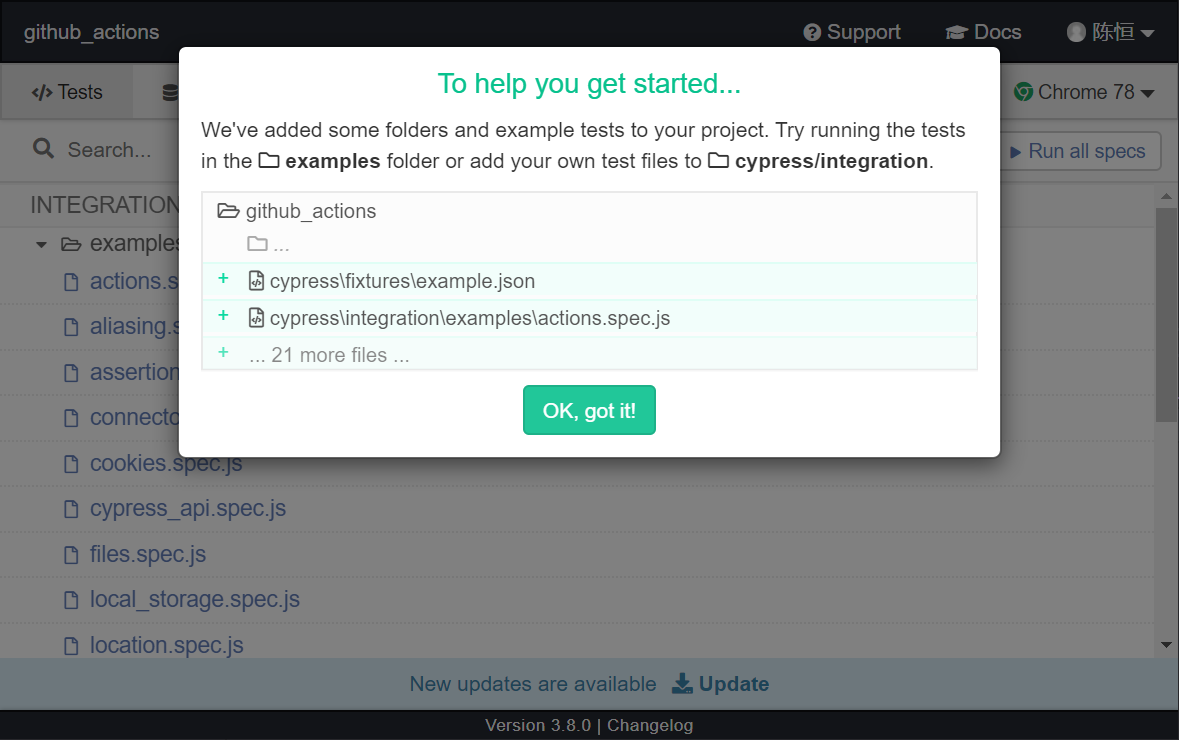 github_actions
Support
Docs
陈恒
Tests
Chrome 78
Search...
Run all specs
To help you get started...
We've added some folders and example tests to your project. Try running the tests
in the examples folder or add your own test files to cypress/integration.
github_actions
...
+ cypress\fixtures\example.json
+ cypress\integration\examples\actions.spec.js
+ ... 21 more files ...
OK, got it!
INTEGRATION
examples
actions.s
aliasing.s
assertion
connecto
cookies.spec.js
cypress_api.spec.js
files.spec.js
local_storage.spec.js
location.spec.js
New updates are available Update
Version 3.8.0 | Changelog